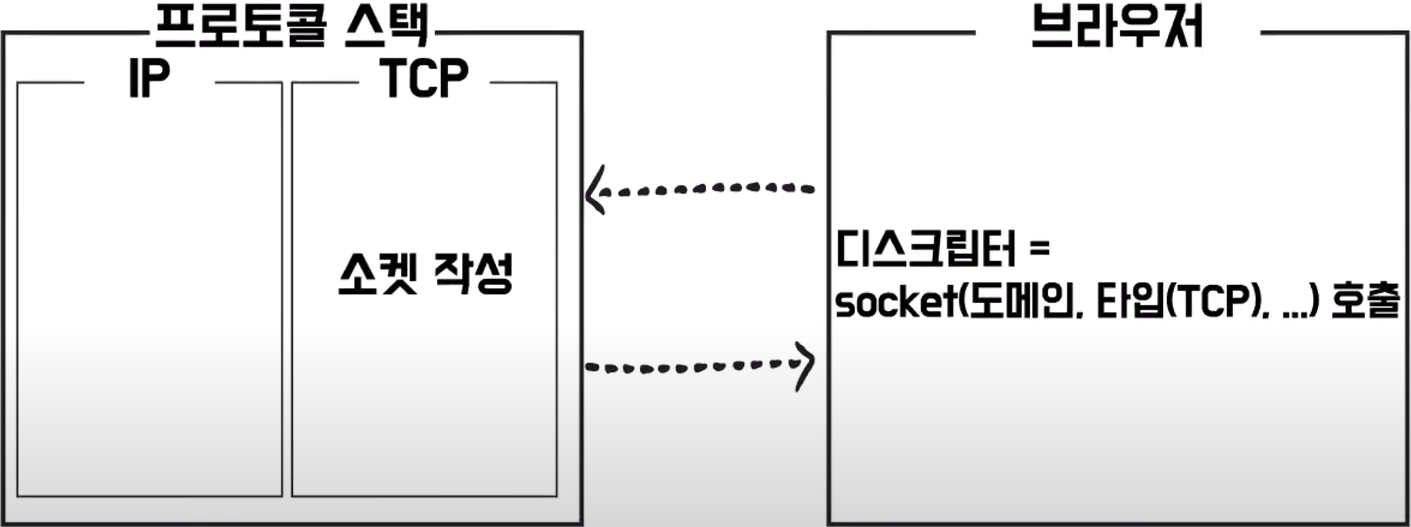 프로토콜 스택
IP
TCP
소켓 작성
브라우저
디스크립터 =
socket(도메인, 타입(TCP), ...) 호출